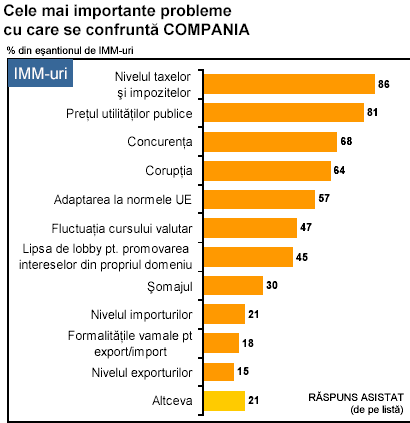 Cele mai importante probleme
cu care se confruntă COMPANIA
% din eşantionul de IMM-uri
IMM-uri
Nivelul taxelor
şi impozitelor
86
Preţul utilităţilor publice
81
Concurenţa
68
Corupţia
64
Adaptarea la normele UE
57
Fluctuaţia cursului valutar
47
Lipsa de lobby pt. promovarea
intereselor din propriul domeniu
45
Şomajul
30
Nivelul importurilor
21
Formalităţile vamale pt
export/import
18
Nivelul exporturilor
15
Altceva
21
RĂSPUNS ASISTAT
(de pe listă)